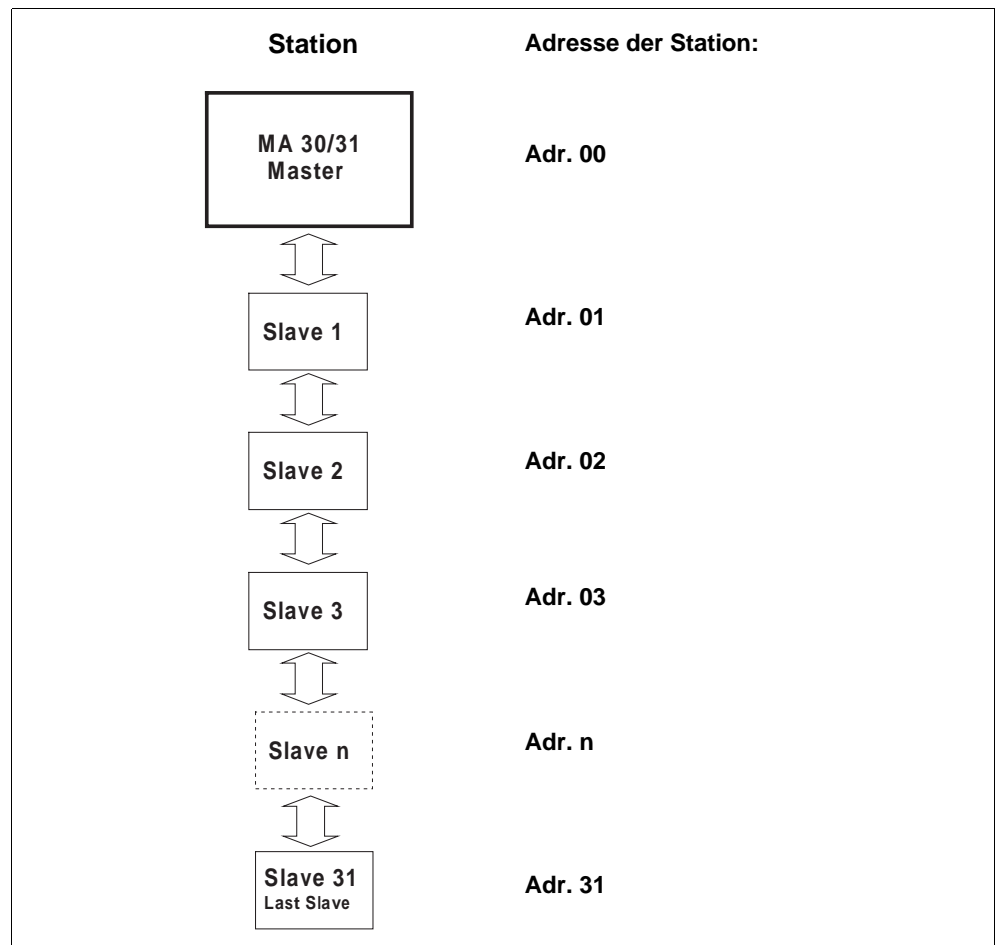 Station Adresse der Station:
MA 30/31
Master
Adr. 00
Slave 1
Adr. 01
Slave 2
Adr. 02
Slave 3
Adr. 03
Slave n
Adr. n
Slave 31
Last Slave
Adr. 31